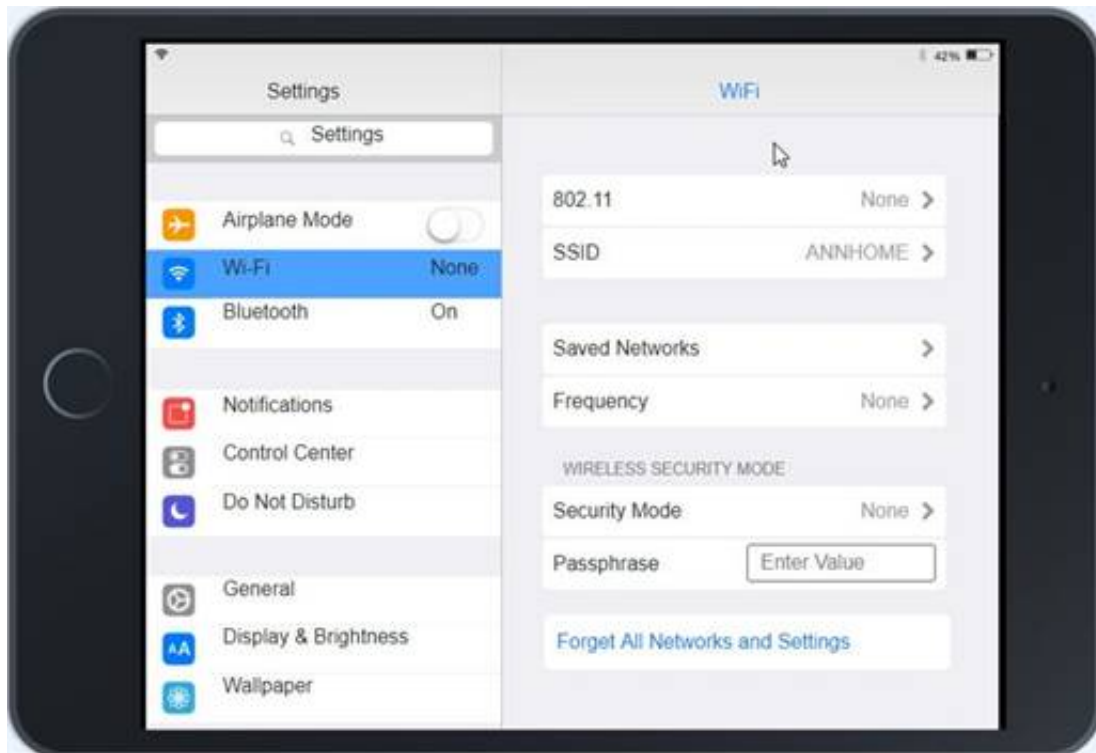 42%
Settings
WiFi
Settings
Airplane Mode
Wi-Fi None
Bluetooth On
Notifications
Control Center
Do Not Disturb
General
Display & Brightness
AA
Wallpaper
802.11 None
SSID ANNHOME
Saved Networks
Frequency None
WIRELESS SECURITY MODE
Security Mode None
Passphrase Enter Value
Forget All Networks and Settings